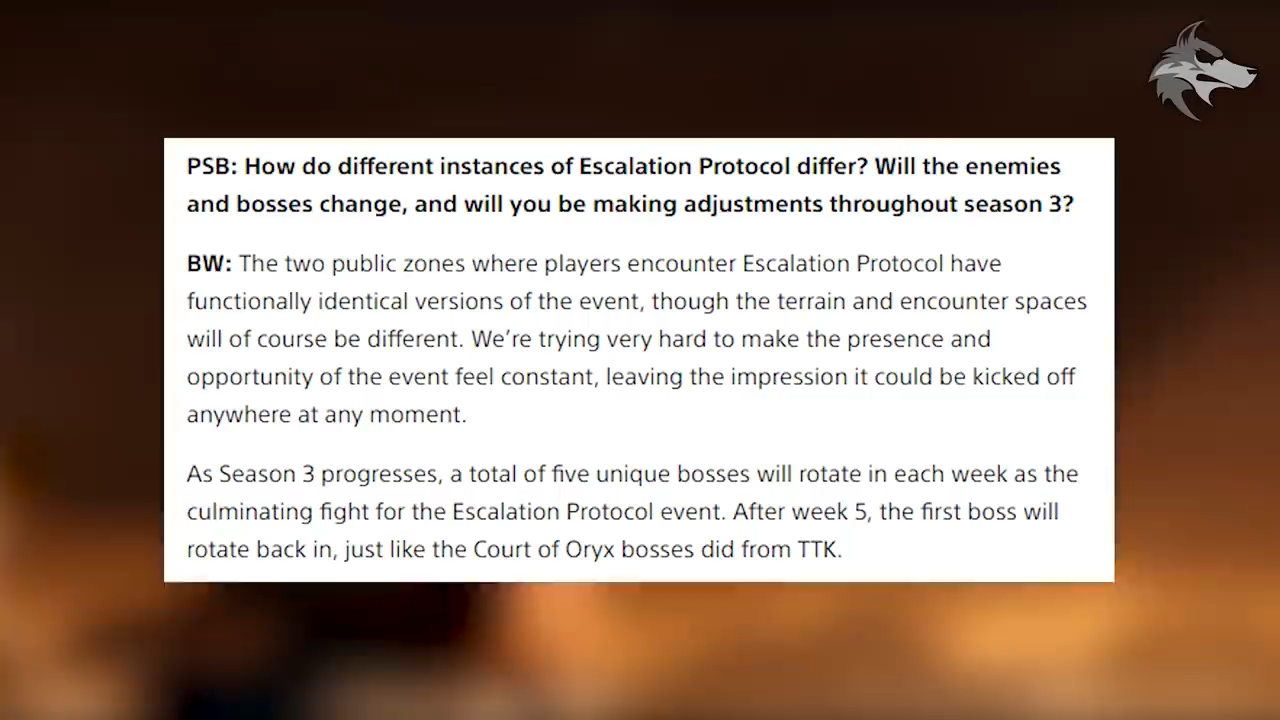 PSB: How do different instances of Escalation Protocol differ? Will the enemies
and bosses change, and will you be making adjustments throughout season 3?
BW: The two public zones where players encounter Escalation Protocol have
functionally identical versions of the event, though the terrain and encounter spaces
will of course be different. We’re trying very hard to make the presence and
opportunity of the event feel constant, leaving the impression it could be kicked off
anywhere at any moment.
As Season 3 progresses, a total of five unique bosses will rotate in each week as the
culminating fight for the Escalation Protocol event. After week 5, the first boss will
rotate back in, just like the Court of Oryx bosses did from TTK.